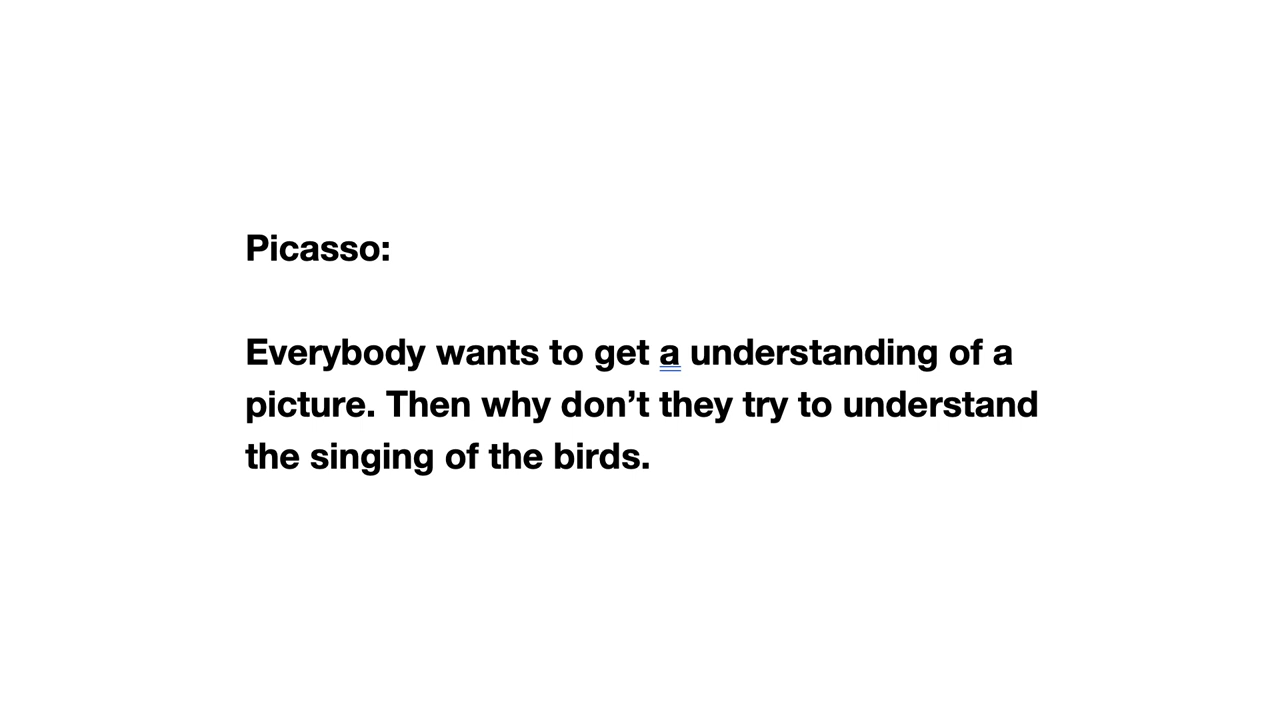 Picasso:
Everybody wants to get a understanding of a
picture. Then why don’t they try to understand
the singing of the birds.